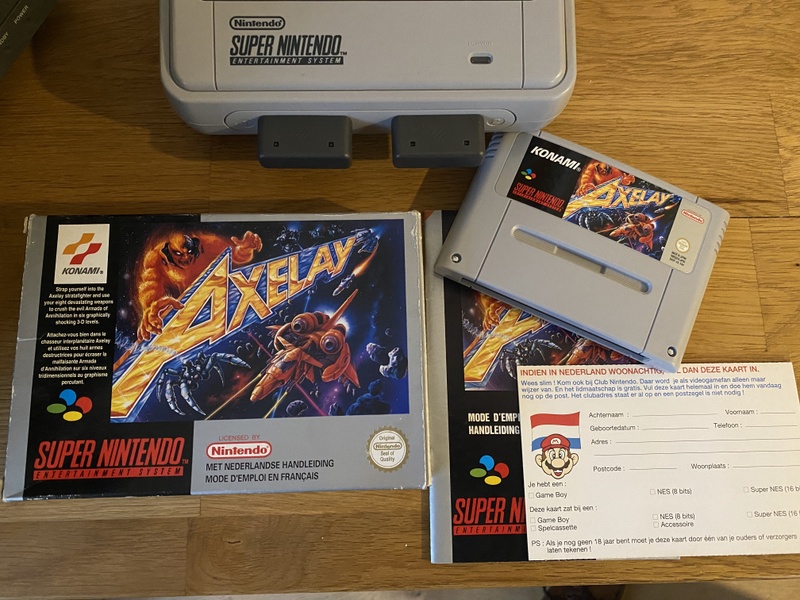 POWER
Nintendo
SUPER NINTENDO
ENTERTAINMENT SYSTEM
KONAMI
AXELAY
SUPER NINTENDO
Nintendo
KONAMI
Strap yourself into the
Axelay stratafighter and use
your eight devastating weapons
to crush the evil Armada of
Annihilation in six graphically
shocking 3-D levels.
Attachez-vous bien dans le
chasseur interplanétaire Axelay
et utilisez vos huit armes
destructrices pour écraser la
malfaisante Armada
d'Annihilation sur six niveaux
tridimensionnels au graphisme
percutant.
AXELAY
SUPER NINTENDO
ENTERTAINMENT SYSTEM
LICENSED BY
Nintendo
MET NEDERLANDSE HANDLEIDING
MODE D'EMPLOI EN FRANÇAIS
Original
Nintendo
Seal of
Quality
MODE D'EMP
HANDLEIDING
SUPER NI
ENTERTAINM
INDIEN IN NEDERLAND WOONACHTIG, DAN DEZE KAART IN.
Wees slim ! Kom ook bij Club Nintendo. Daar word je als videogamefan alleen maar
wijzer van. En het lidmaatschap is gratis. Vul deze kaart helemaal in en doe hem vandaag
nog op de post. Het clubadres staat er al op en een postzegel is niet nodig !
Achternaam : Voornaam :
Geboortedatum : Telefoon :
Adres :
Postcode : Woonplaats :
Je hebt een :
Game Boy NES (8 bits) Super NES (16 bi
Deze kaart zat bij een :
Game Boy NES (8 bits) Super NES (16
Spelcassette Accessoire
PS : Als je nog geen 18 jaar bent moet je deze kaart door één van je ouders of verzorgers
laten tekenen !